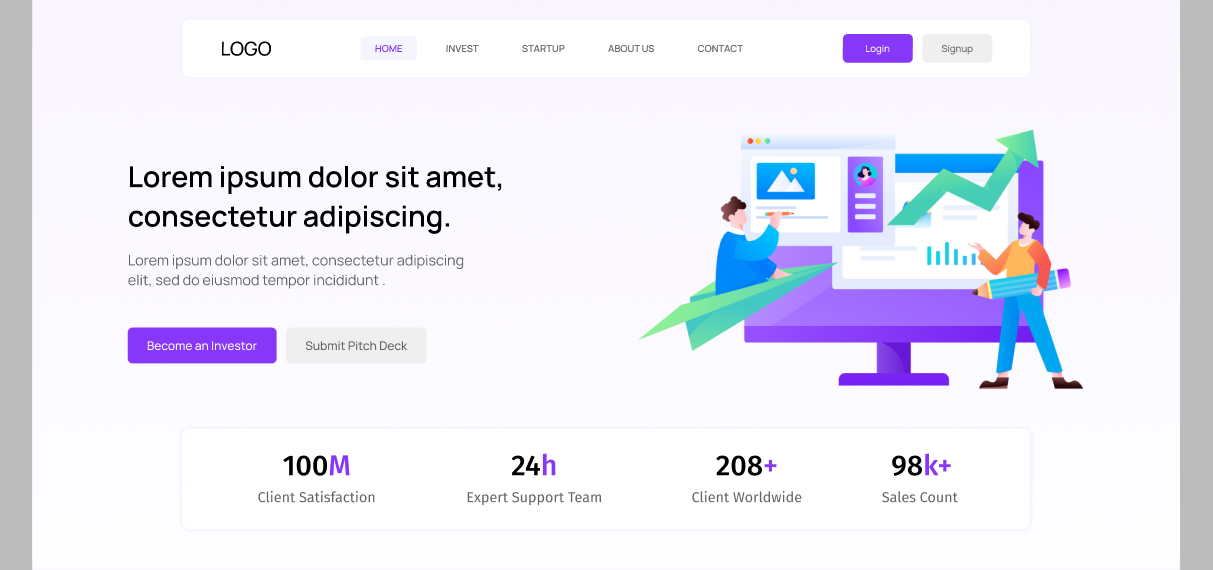 LOGO
HOME
INVEST
STARTUP
ABOUT US
CONTACT
Login
Signup
Lorem ipsum dolor sit amet,
consectetur adipiscing.
Lorem ipsum dolor sit amet, consectetur adipiscing
elit, sed do eiusmod tempor incididunt .
Become an Investor
Submit Pitch Deck
100M
Client Satisfaction
24h
Expert Support Team
208+
Client Worldwide
98k+
Sales Count